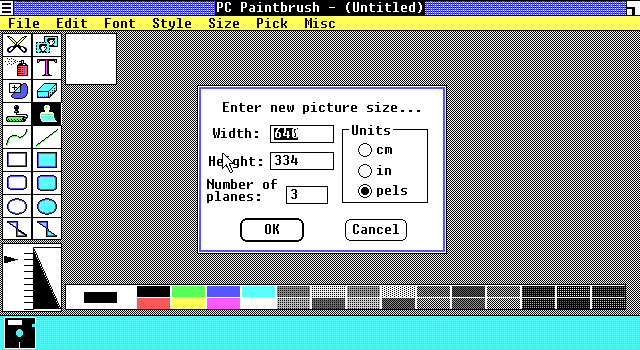 PC Paintbrush - (Untitled)
File Edit Font Style Size Pick Misc
T
Enter new picture size...
Width: 640
Height: 334
Number of
planes: 3
Units
cm
in
pels
OK Cancel